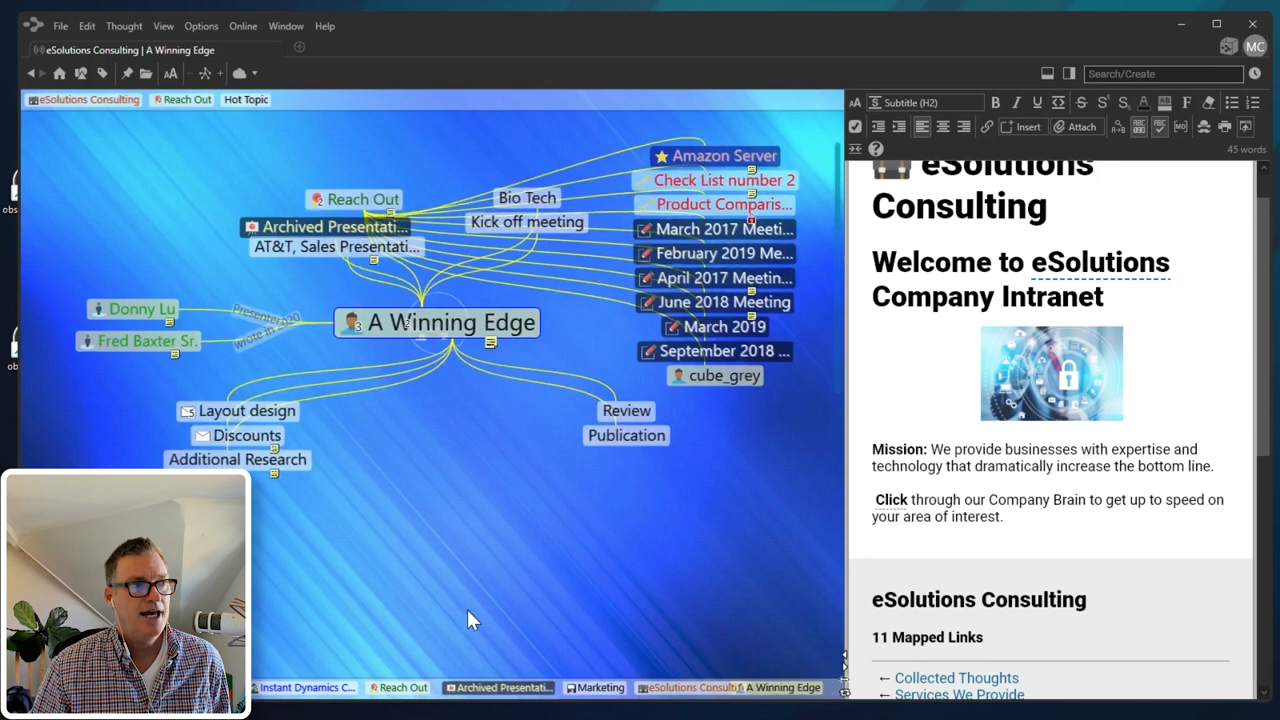 File Edit Thought View Options Online Window Help
eSolutions Consulting | A Winning Edge
MC
Search/Create
eSolutions Consulting Reach Out Hot Topic
Subtitle (H2)
Insert
Attach
45 words
Amazon Server
Check List number 2
Product Comparis...
March 2017 Meeti...
February 2019 Me...
April 2017 Meetin...
June 2018 Meeting
March 2019
September 2018 ...
cube_grey
Reach Out
Archived Presentati...
AT&T, Sales Presentati...
Bio Tech
Kick off meeting
Donny Lu
Fred Baxter Sr.
Presenter
wrote in 2020
A Winning Edge
Layout design
Discounts
Additional Research
Review
Publication
eSolutions
Consulting
Welcome to eSolutions
Company Intranet
Mission: We provide businesses with expertise and
technology that dramatically increase the bottom line.
Click through our Company Brain to get up to speed on
your area of interest.
eSolutions Consulting
11 Mapped Links
← Collected Thoughts
← Services We Provide
Instant Dynamics C... Reach Out Archived Presentati... Marketing eSolutions Consulti A Winning Edge